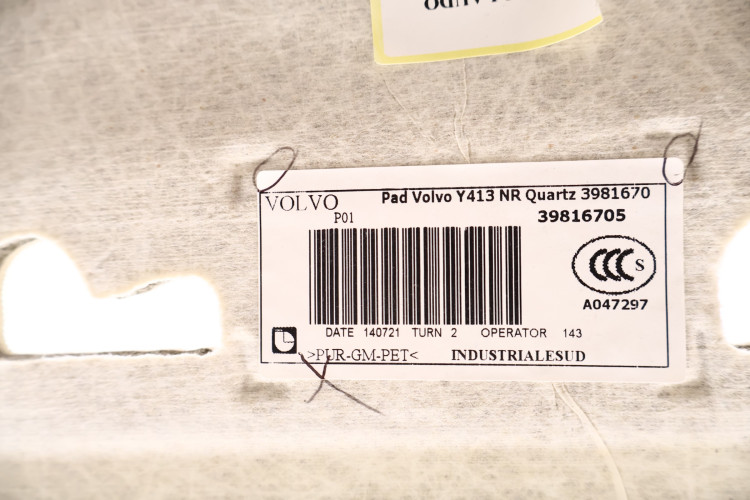 VOLVO
Pad Volvo Y413 NR Quartz 3981670
P01
39816705
CCC S
A047297
DATE 140721 TURN 2 OPERATOR 143
>PUR-GM-PET<
INDUSTRIALESUD